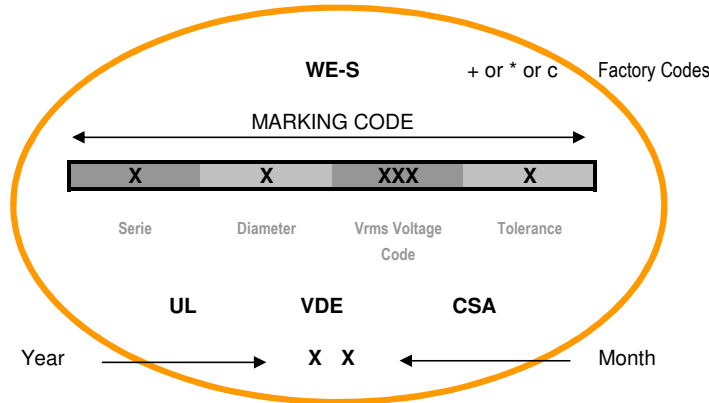 WE-S + or * or c Factory Codes
MARKING CODE
X X XXX X
Serie Diameter Vrms Voltage Tolerance
Code
UL VDE CSA
Year X X Month